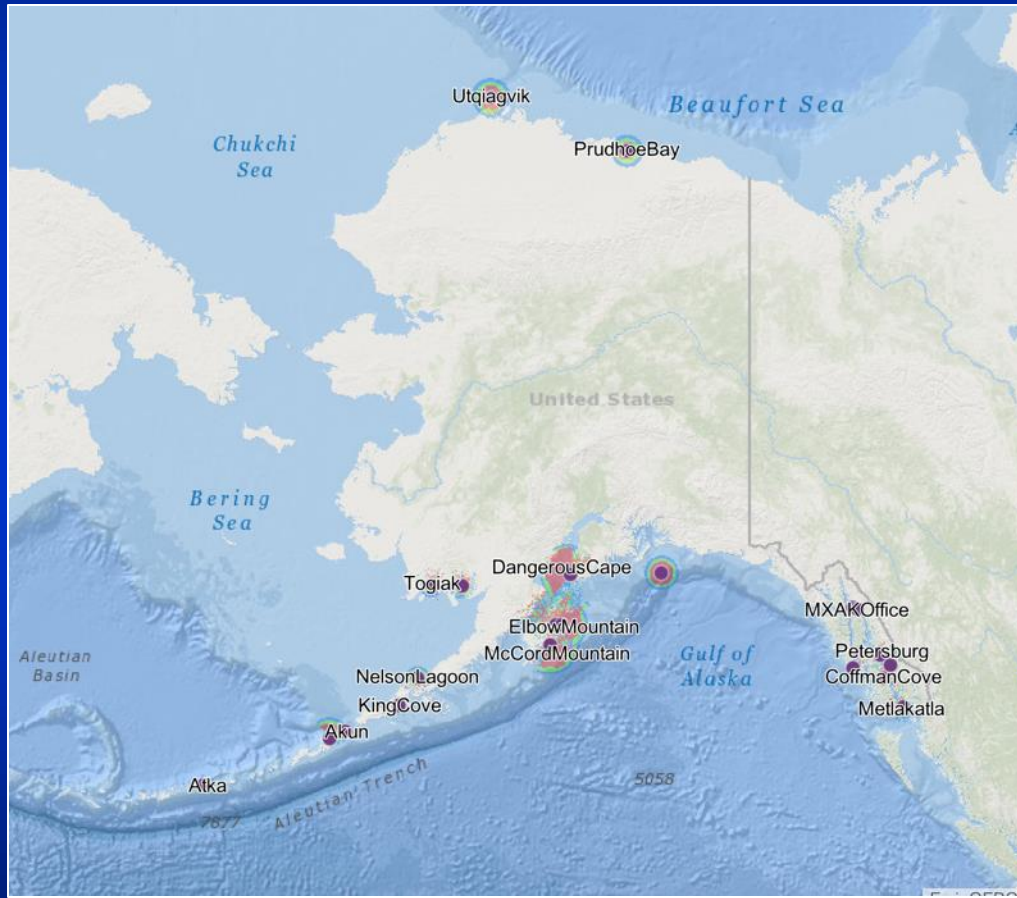 Utqiagvik
Beaufort Sea
PrudhoeBay
Chukchi
Sea
United States
Bering
Sea
DangerousCape
Togiak
MXAKOffice
ElbowMountain
McCordMountain
Petersburg
Gulf of
Alaska
Aleutian
Basin
NelsonLagoon
CoffmanCove
KingCove
Metlakatla
Akun
Atka
5058
Aleutian Trench
7877